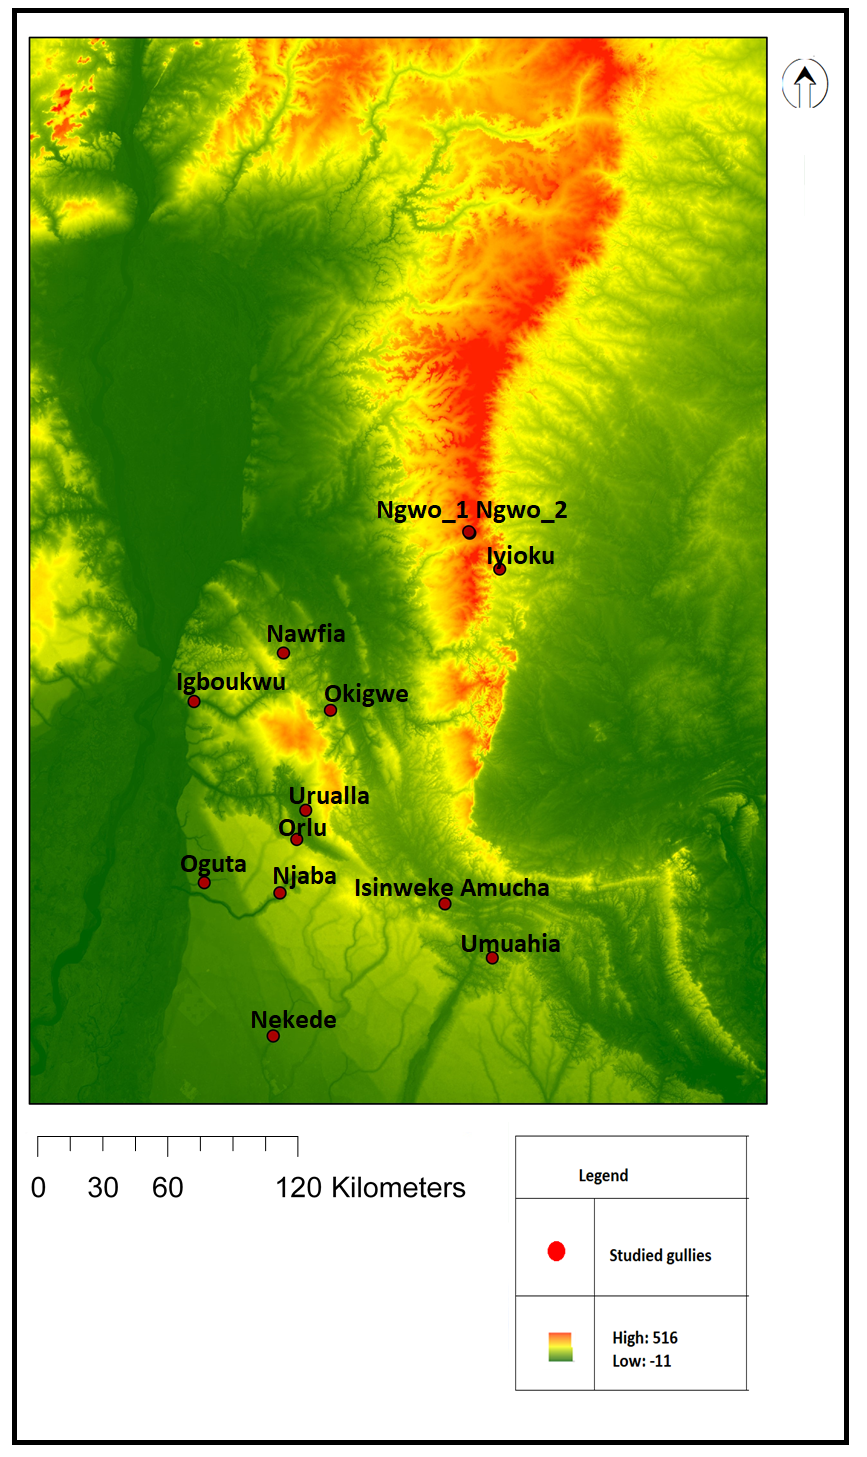 Ngwo_1 Ngwo_2
Iyioku
Nawfia
Igboukwu
Okigwe
Urualla
Orlu
Oguta
Njaba
Isinweke Amucha
Umuahia
Nekede
0 30 60 120 Kilometers
Legend
Studied gullies
High: 516
Low: -11